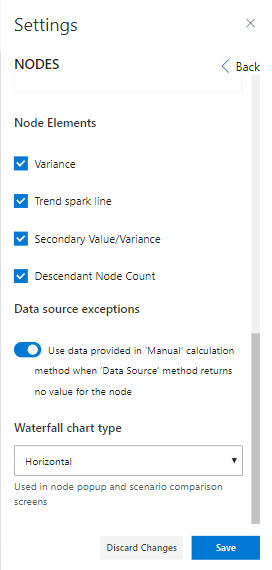 Settings
NODES
Back
Node Elements
Variance
Trend spark line
Secondary Value/Variance
Descendant Node Count
Data source exceptions
Use data provided in ‘Manual’ calculation
method when ‘Data Source’ method returns
no value for the node
Waterfall chart type
Horizontal
Used in node popup and scenario comparison
screens
Discard Changes
Save